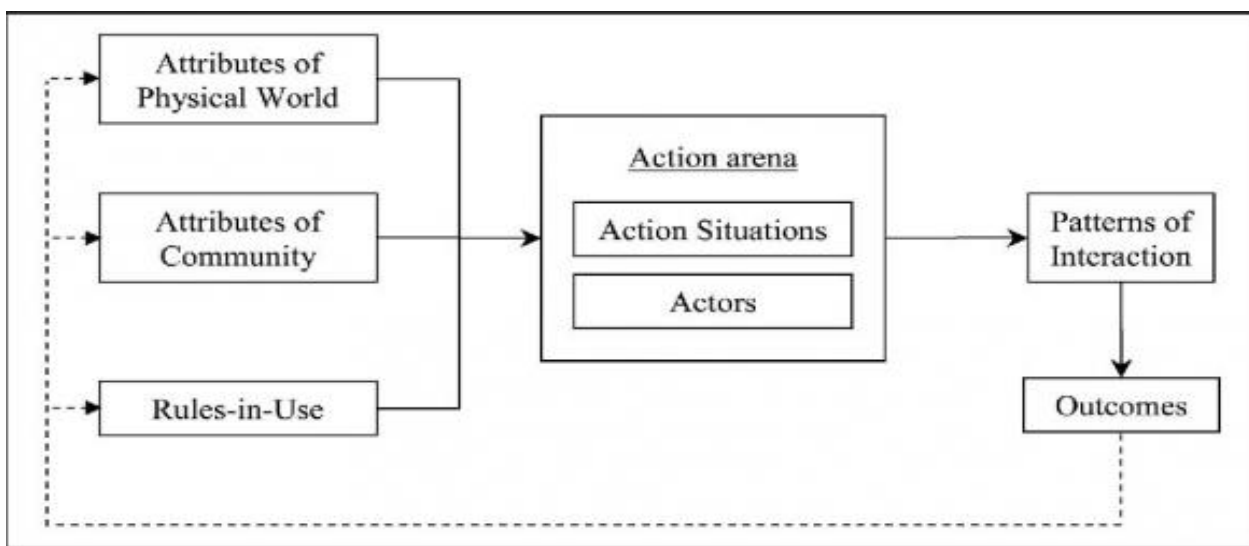 Attributes of
Physical World
Attributes of
Community
Rules-in-Use
Action arena
Action Situations
Actors
Patterns of
Interaction
Outcomes